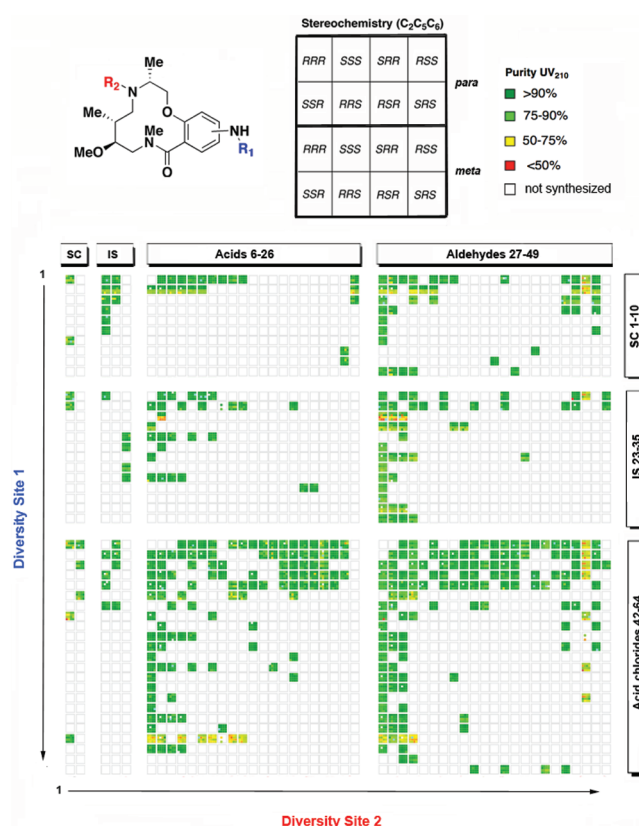 Stereochemistry (C2C5C6)
RRR SSS SRR RSS
SSR RRS RSR SRS
para
RRR SSS SRR RSS
SSR RRS RSR SRS
meta
Purity UV210
>90%
75-90%
50-75%
<50%
not synthesized
Me
R2
N
O
Me
Me
N
MeO
O
NH
R1
SC
IS
Acids 6-26
Aldehydes 27-49
1
Diversity Site 1
SC 1-10
IS 23-35
Acid chlorides 42-64
1
Diversity Site 2